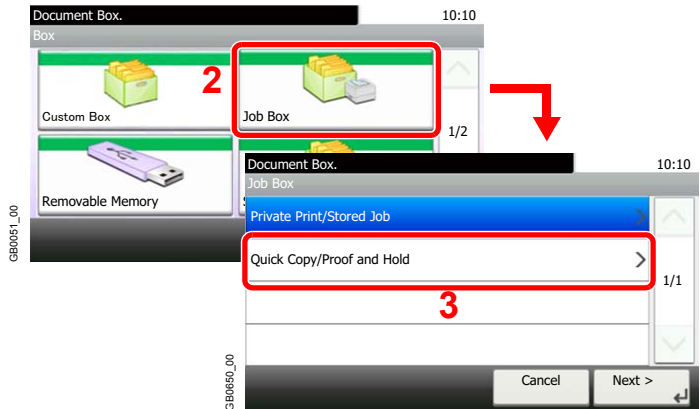 Document Box.
10:10
Box
2
Custom Box
Job Box
1/2
Removable Memory
GB0051_00
Document Box.
10:10
Job Box
Private Print/Stored Job
Quick Copy/Proof and Hold
1/1
3
Cancel
Next >
GB0650_00